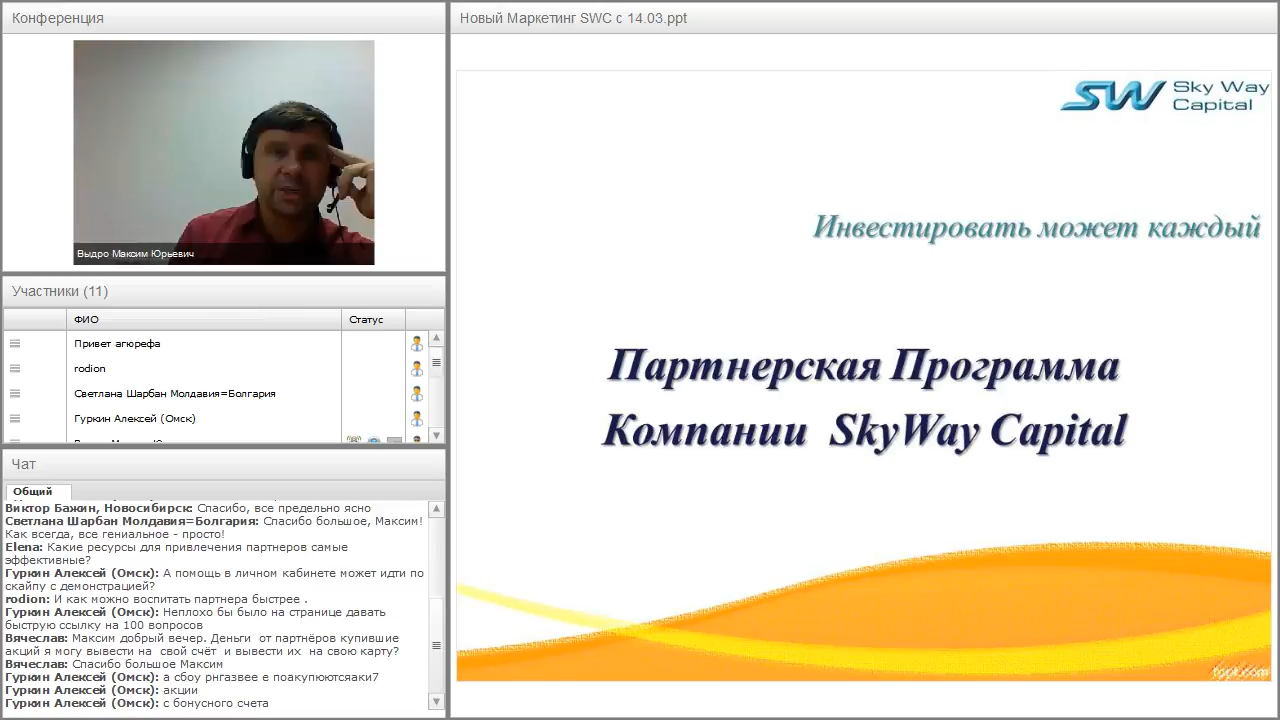 Конференция
Выдро Максим Юрьевич
Участники (11)
ФИО
Статус
Привет агюрефа
rodion
Светлана Шарбан Молдавия=Болгария
Гуркин Алексей (Омск)
Чат
Общий
Виктор Бажин, Новосибирск: Спасибо, все предельно ясно
Светлана Шарбан Молдавия=Болгария: Спасибо большое, Максим!
Как всегда, все гениальное - просто!
Elena: Какие ресурсы для привлечения партнеров самые
эффективные?
Гуркин Алексей (Омск): А помощь в личном кабинете может идти по
скайпу с демонстрацией?
rodion: И как можно воспитать партнера быстрее .
Гуркин Алексей (Омск): Неплохо бы было на странице давать
быструю ссылку на 100 вопросов
Вячеслав: Максим добрый вечер. Деньги от партнёров купившие
акций я могу вывести на свой счёт и вывести их на свою карту?
Вячеслав: Спасибо большое Максим
Гуркин Алексей (Омск): а сбоу рнгазвее е поакупюютсяаки7
Гуркин Алексей (Омск): акции
Гуркин Алексей (Омск): с бонусного счета
Новый Маркетинг SWC с 14.03.ppt
SW Sky Way
Capital
Инвестировать может каждый
Партнерская Программа
Компании SkyWay Capital